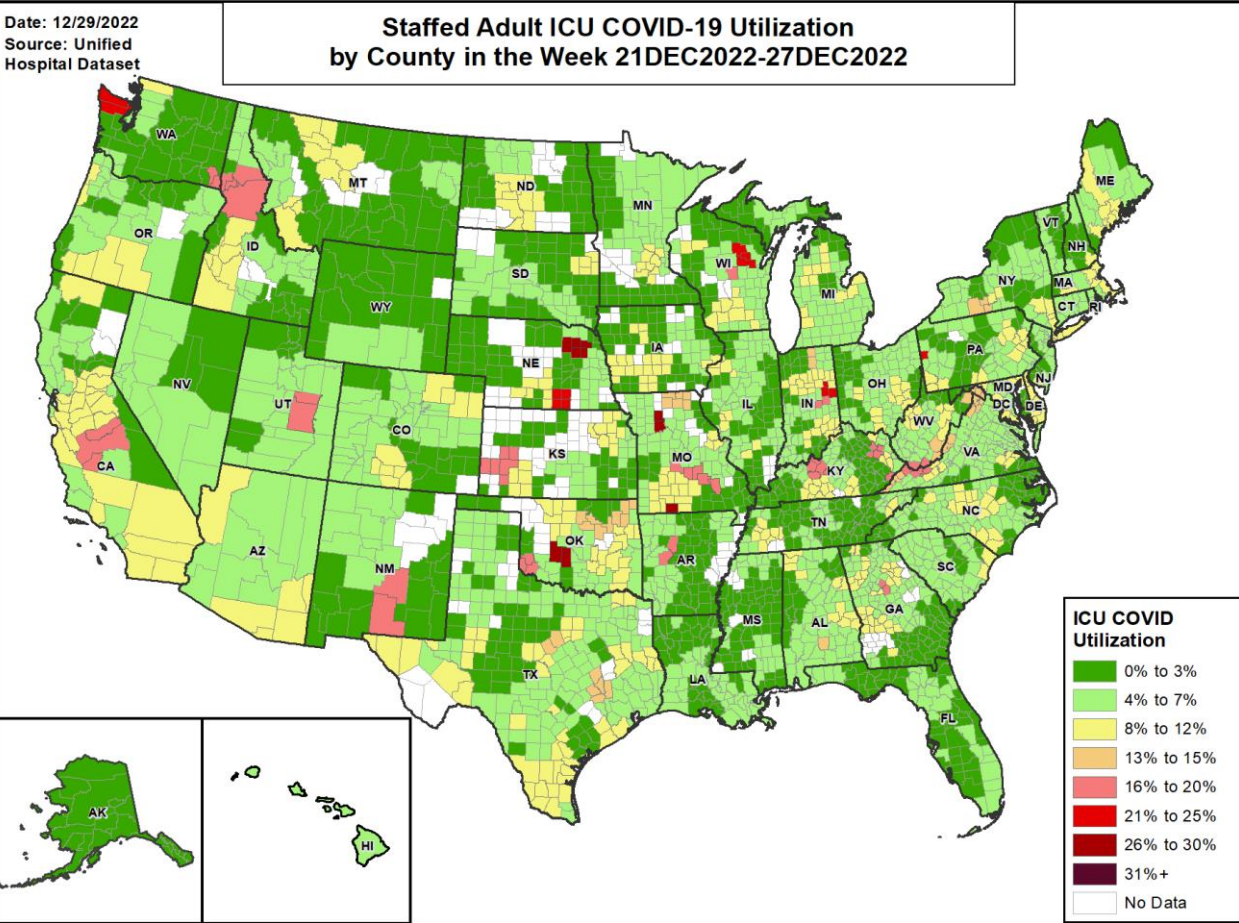 Date: 12/29/2022
Source: Unified
Hospital Dataset
Staffed Adult ICU COVID-19 Utilization
by County in the Week 21DEC2022-27DEC2022
WA
MT
ND
MN
ME
OR
ID
SD
WI
MI
VT
NH
NY
MA
CT
RI
WY
NE
IA
PA
NJ
NV
UT
CO
KS
MO
IL
IN
OH
WV
MD
DC
DE
VA
CA
KY
AZ
NM
OK
AR
TN
NC
SC
TX
LA
MS
AL
GA
FL
AK
HI
ICU COVID
Utilization
0% to 3%
4% to 7%
8% to 12%
13% to 15%
16% to 20%
21% to 25%
26% to 30%
31%+
No Data